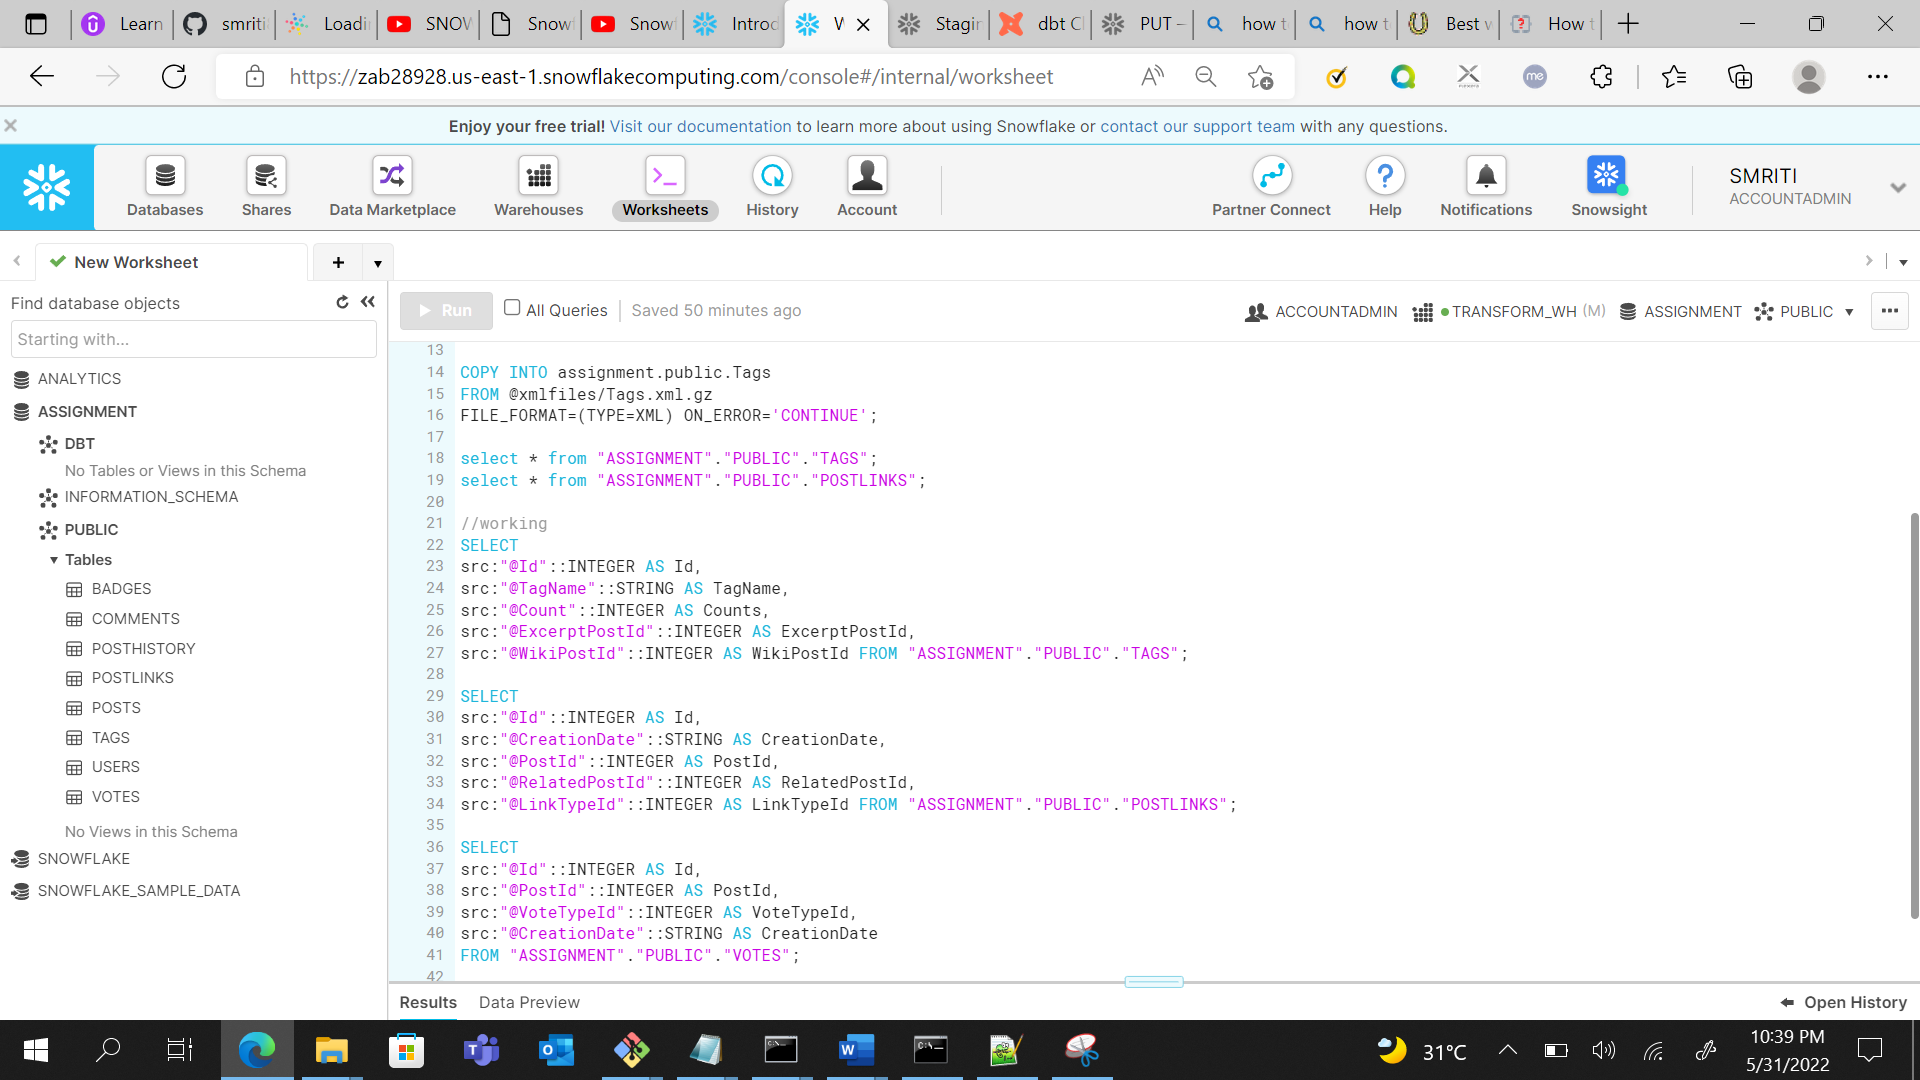 Learn
smriti
Loadi
SNOW
Snowf
Snowf
Introd
W
Stagin
dbt Cl
PUT -
how t
how t
Best w
How t
https://zab28928.us-east-1.snowflakecomputing.com/console#/internal/worksheet
Enjoy your free trial! Visit our documentation to learn more about using Snowflake or contact our support team with any questions.
Databases
Shares
Data Marketplace
Warehouses
Worksheets
History
Account
Partner Connect
Help
Notifications
Snowsight
SMRITI
ACCOUNTADMIN
New Worksheet
Find database objects
Starting with...
ANALYTICS
ASSIGNMENT
DBT
No Tables or Views in this Schema
INFORMATION_SCHEMA
PUBLIC
Tables
BADGES
COMMENTS
POSTHISTORY
POSTLINKS
POSTS
TAGS
USERS
VOTES
No Views in this Schema
SNOWFLAKE
SNOWFLAKE_SAMPLE_DATA
Run All Queries Saved 50 minutes ago ACCOUNTADMIN TRANSFORM_WH (M) ASSIGNMENT PUBLIC
13
14 COPY INTO assignment.public.Tags
15 FROM @xmlfiles/Tags.xml.gz
16 FILE_FORMAT=(TYPE=XML) ON_ERROR='CONTINUE';
17
18 select * from "ASSIGNMENT"."PUBLIC"."TAGS";
19 select * from "ASSIGNMENT"."PUBLIC"."POSTLINKS";
20
21 //working
22 SELECT
23 src:"@Id"::INTEGER AS Id,
24 src:"@TagName"::STRING AS TagName,
25 src:"@Count"::INTEGER AS Counts,
26 src:"@ExcerptPostId"::INTEGER AS ExcerptPostId,
27 src:"@WikiPostId"::INTEGER AS WikiPostId FROM "ASSIGNMENT"."PUBLIC"."TAGS";
28
29 SELECT
30 src:"@Id"::INTEGER AS Id,
31 src:"@CreationDate"::STRING AS CreationDate,
32 src:"@PostId"::INTEGER AS PostId,
33 src:"@RelatedPostId"::INTEGER AS RelatedPostId,
34 src:"@LinkTypeId"::INTEGER AS LinkTypeId FROM "ASSIGNMENT"."PUBLIC"."POSTLINKS";
35
36 SELECT
37 src:"@Id"::INTEGER AS Id,
38 src:"@PostId"::INTEGER AS PostId,
39 src:"@VoteTypeId"::INTEGER AS VoteTypeId,
40 src:"@CreationDate"::STRING AS CreationDate
41 FROM "ASSIGNMENT"."PUBLIC"."VOTES";
42
Results Data Preview Open History
31°C
10:39 PM
5/31/2022